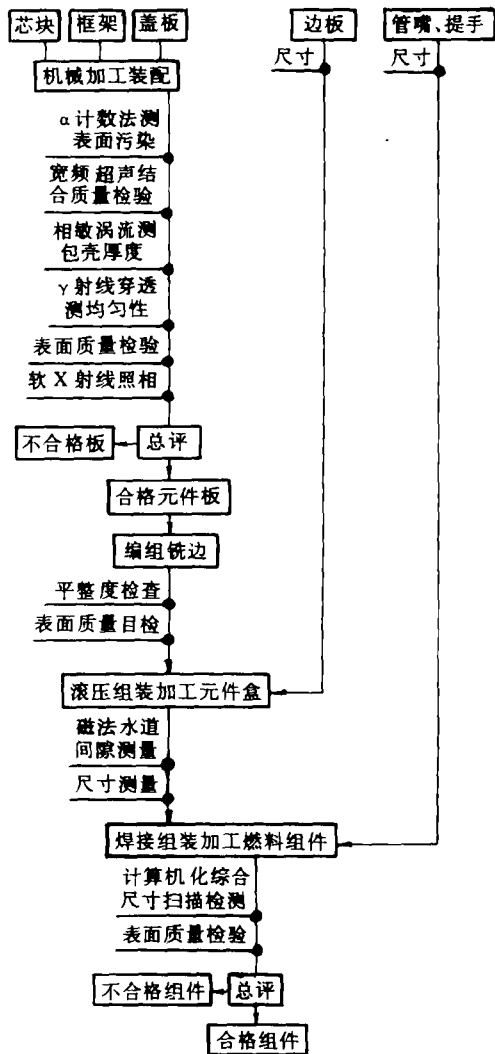 芯块
框架
盖板
边板
管嘴、提手
尺寸
尺寸
机械加工装配
α计数法测
表面污染
宽频超声结
合质量检验
相敏涡流测
包壳厚度
γ射线穿透
测均匀性
表面质量检验
软X射线照相
不合格板
总评
合格元件板
编组铣边
平整度检查
表面质量目检
滚压组装加工元件盒
磁法水道
间隙测量
尺寸测量
焊接组装加工燃料组件
计算机化综合
尺寸扫描检测
表面质量检验
不合格组件
总评
合格组件